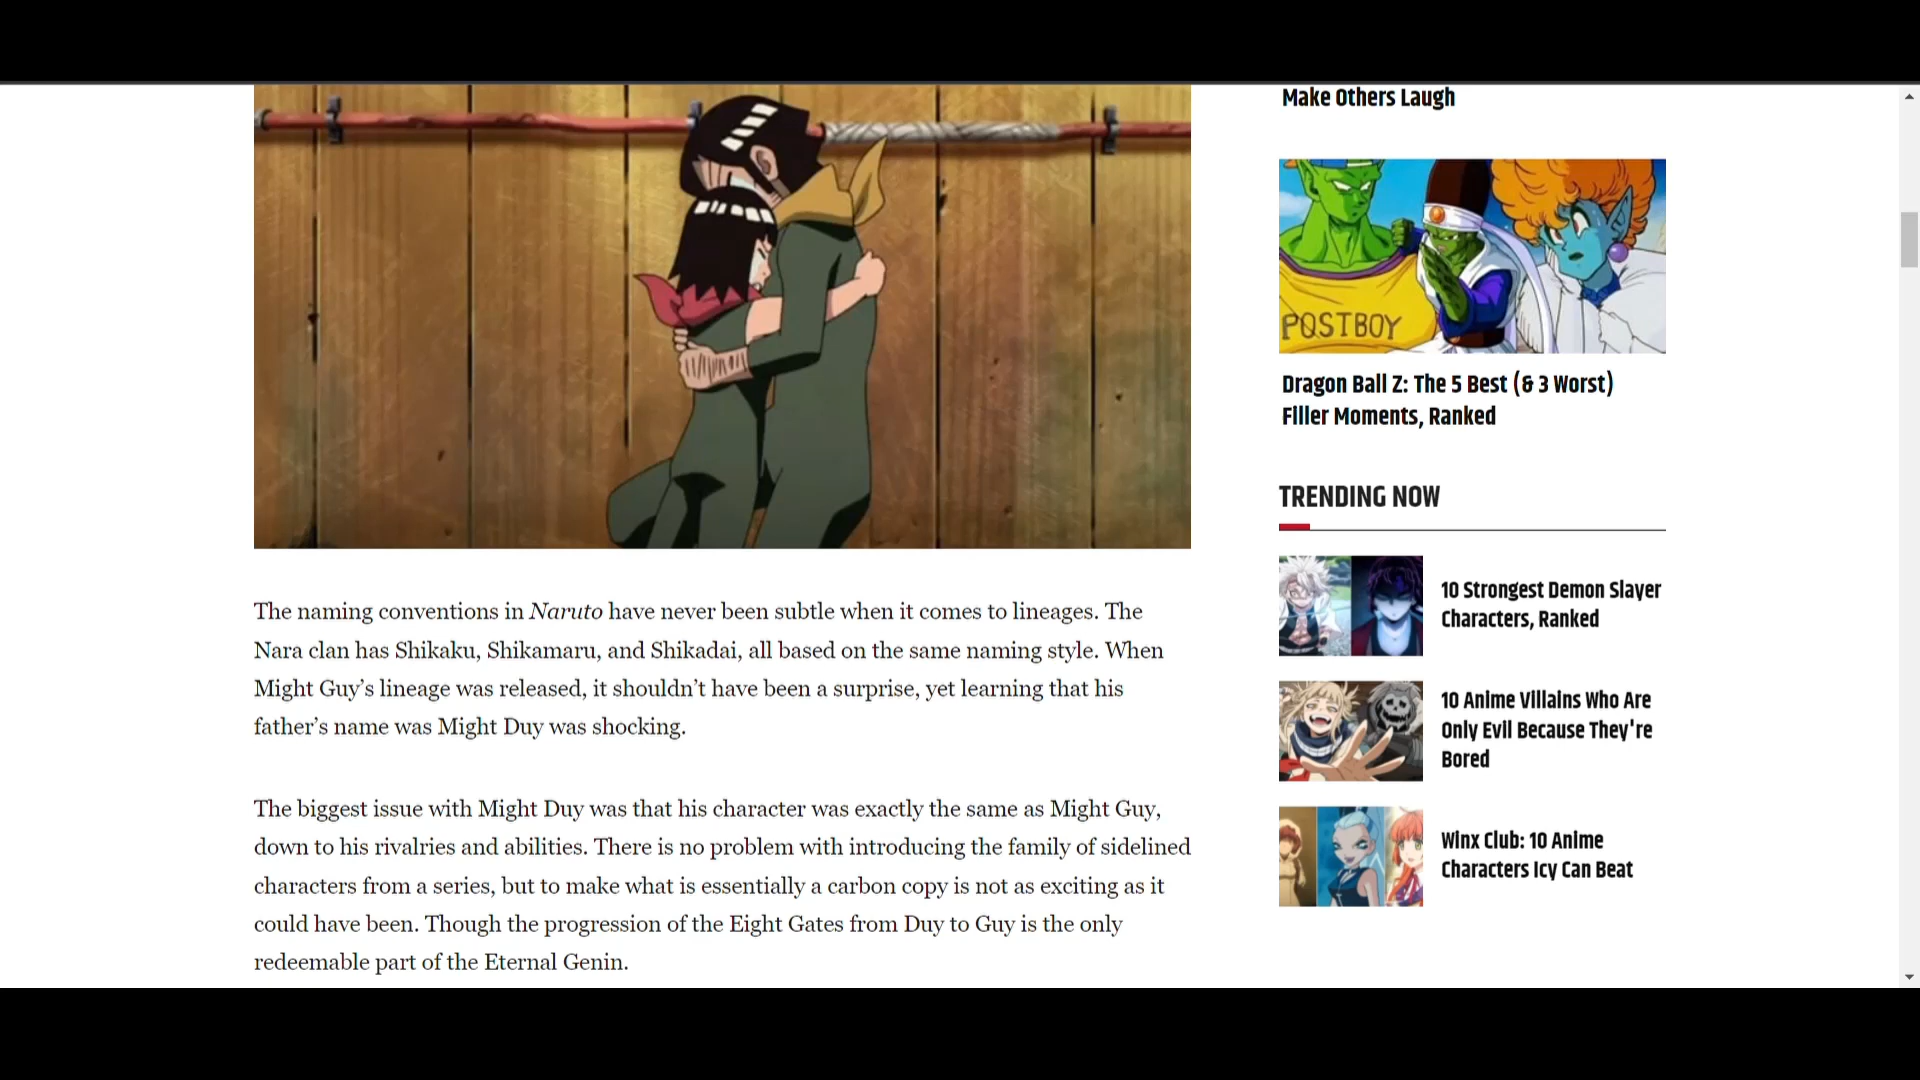 The naming conventions in Naruto have never been subtle when it comes to lineages. The
Nara clan has Shikaku, Shikamaru, and Shikadai, all based on the same naming style. When
Might Guy’s lineage was released, it shouldn’t have been a surprise, yet learning that his
father’s name was Might Duy was shocking.
The biggest issue with Might Duy was that his character was exactly the same as Might Guy,
down to his rivalries and abilities. There is no problem with introducing the family of sidelined
characters from a series, but to make what is essentially a carbon copy is not as exciting as it
could have been. Though the progression of the Eight Gates from Duy to Guy is the only
redeemable part of the Eternal Genin.
Make Others Laugh
POSTBOY
Dragon Ball Z: The 5 Best (& 3 Worst)
Filler Moments, Ranked
TRENDING NOW
10 Strongest Demon Slayer
Characters, Ranked
10 Anime Villains Who Are
Only Evil Because They're
Bored
Winx Club: 10 Anime
Characters Icy Can Beat